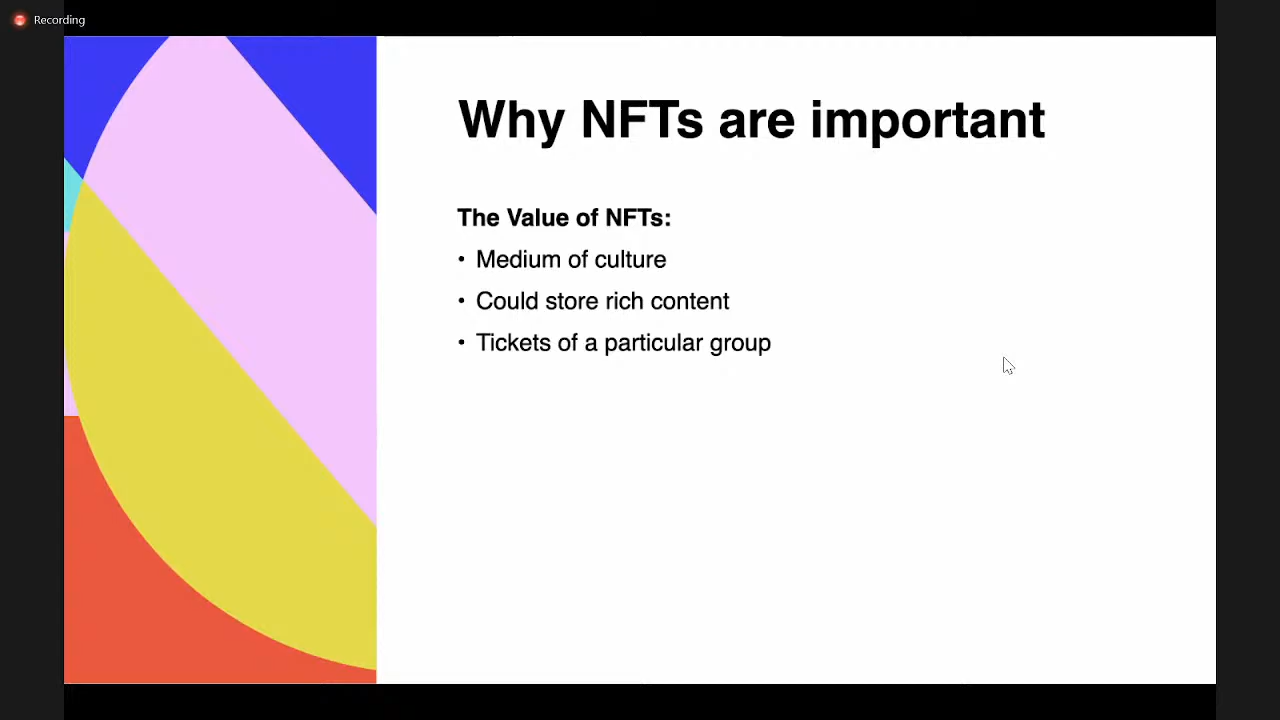 Recording
Why NFTs are important
The Value of NFTs:
• Medium of culture
• Could store rich content
• Tickets of a particular group